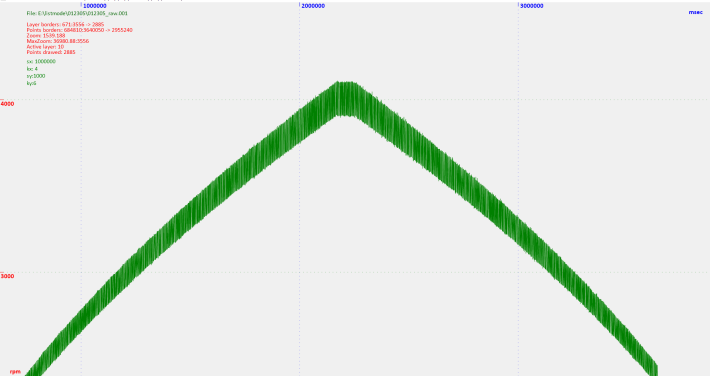 1000000 2000000 3000000
File: E:\listmode\012305\012305_raw.001 msec
Layer borders: 671:3556 -> 2885
Points borders: 684810:3640050 -> 2955240
Zoom: 1539.188
MaxZoom: 36980.88:3556
Active layer: 10
Points drawed: 2885
sx: 1000000
kx: 4
sy:1000
ky:6
4000
3000
rpm